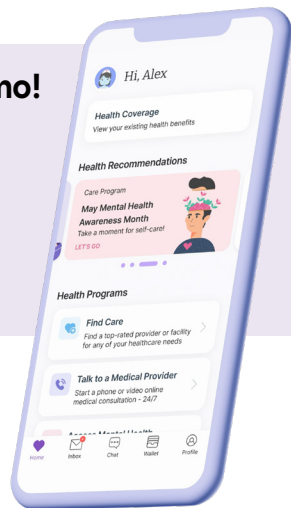 no!
Hi, Alex
Health Coverage
View your existing health benefits
Health Recommendations
Care Program
May Mental Health
Awareness Month
Take a moment for self-care!
LET'S GO
Health Programs
Find Care
Find a top-rated provider or facility
for any of your healthcare needs
Talk to a Medical Provider
Start a phone or video online
medical consultation - 24/7
Access Mental Health
Home Inbox Chat Wallet Profile